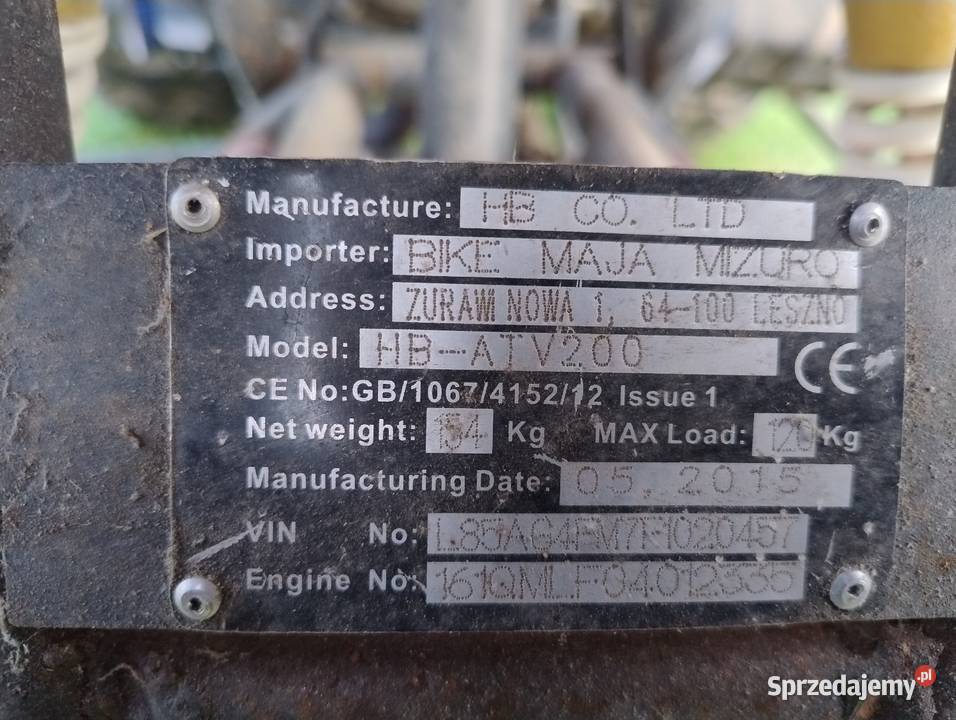 Manufacture: HB CO. LTD
Importer: BIKE MAJA MIZURO
Address: ZURAWI NOWA 1, 64-100 LESZNO
Model: HB-ATV200
CE
CE No:GB/1067/4152/12 Issue 1
Net weight: 154 Kg MAX Load: 120 Kg
Manufacturing Date: 05. 2015
VIN No:
Engine No: 161QMLF04012335
Sprzedajemy.pl